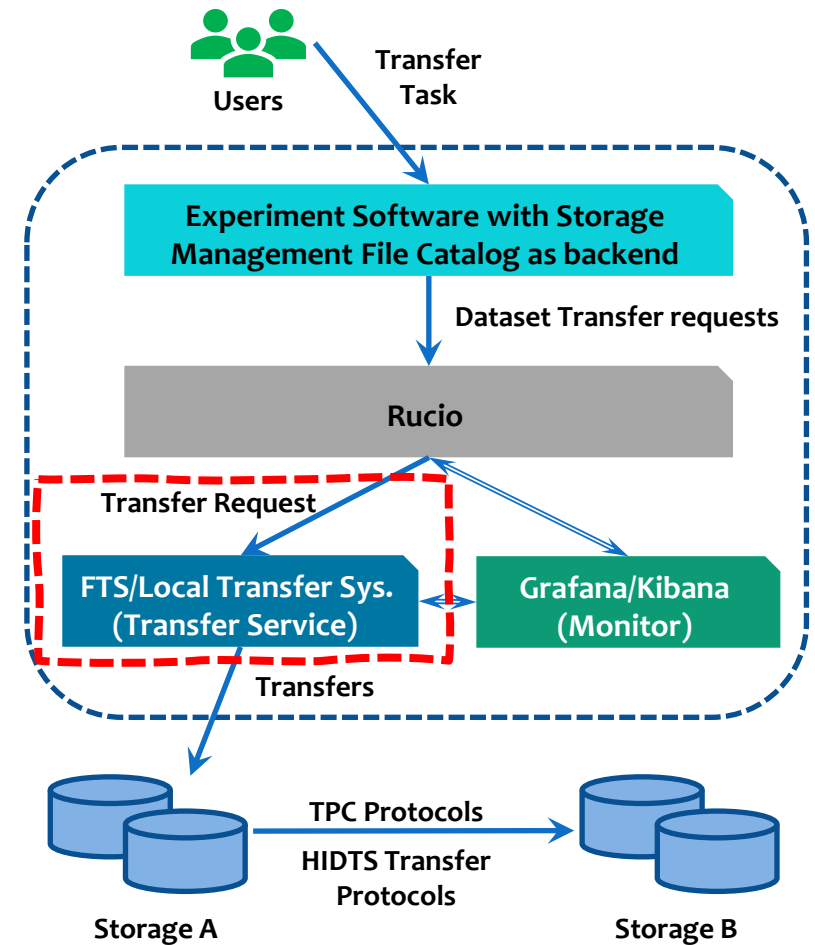 Users
Transfer
Task
Experiment Software with Storage
Management File Catalog as backend
Dataset Transfer requests
Rucio
Transfer Request
FTS/Local Transfer Sys.
(Transfer Service)
Grafana/Kibana
(Monitor)
Transfers
TPC Protocols
HIDTS Transfer
Protocols
Storage A
Storage B